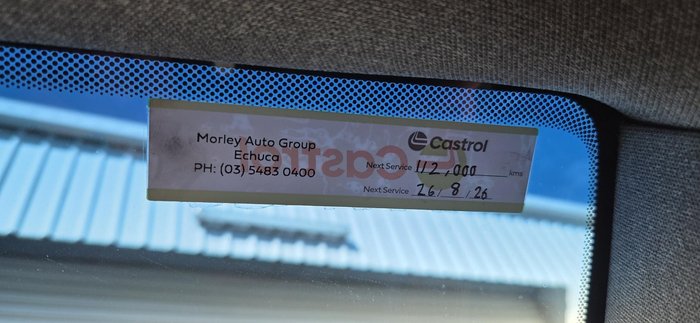 Morley Auto Group
Echuca
PH: (03) 5483 0400
Castrol
Next Service 112,000 kms
Next Service 26/8/26
Castrol